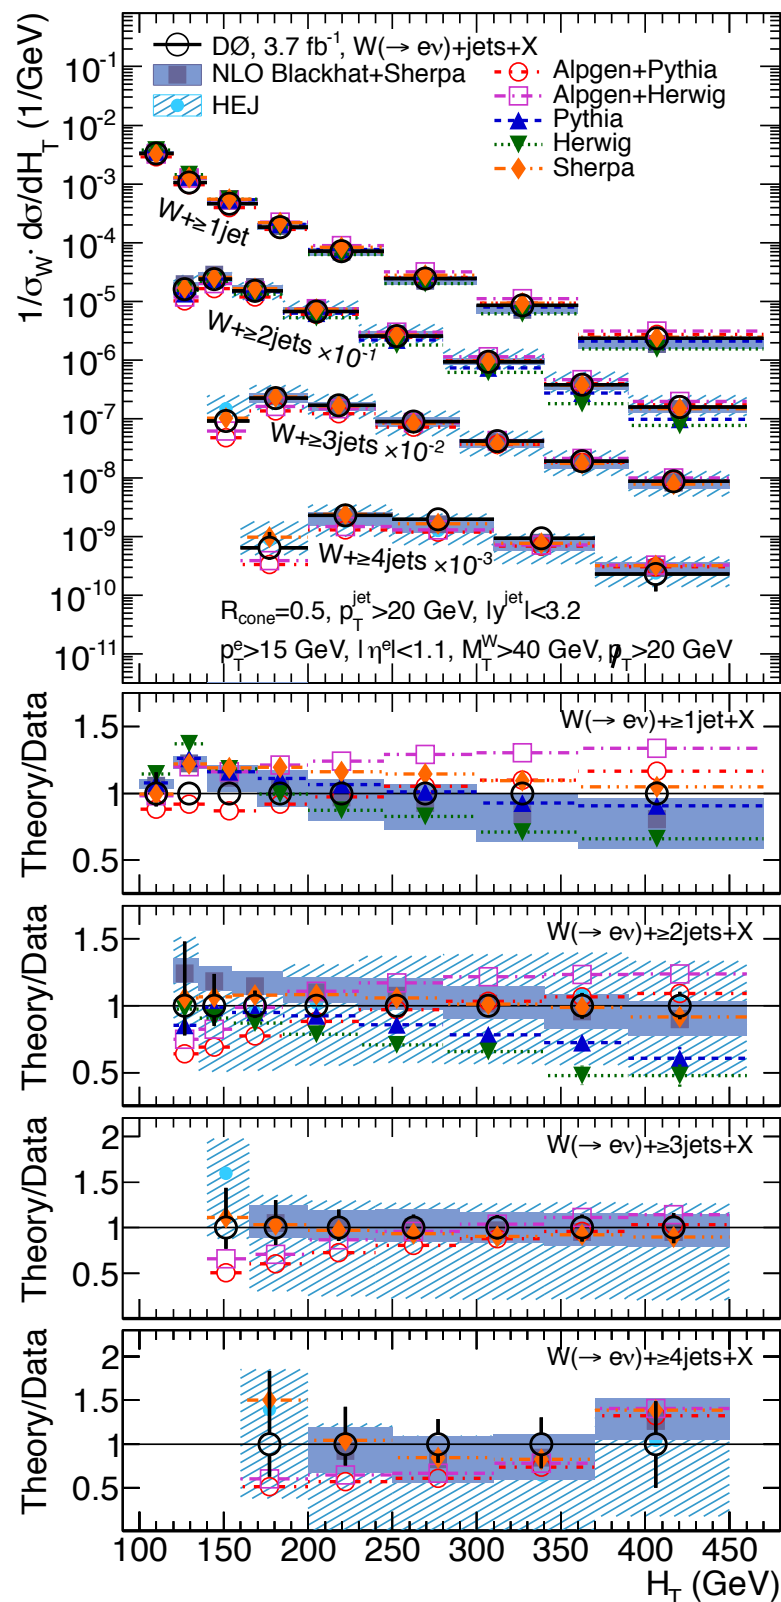 DØ, 3.7 fb⁻¹, W(→ eν)+jets+X
NLO Blackhat+Sherpa
HEJ
Alpgen+Pythia
Alpgen+Herwig
Pythia
Herwig
Sherpa
1/σ_W · dσ/dH_T (1/GeV)
10⁻¹
10⁻²
10⁻³
10⁻⁴
10⁻⁵
10⁻⁶
10⁻⁷
10⁻⁸
10⁻⁹
10⁻¹⁰
10⁻¹¹
W+≥1jet
W+≥2jets ×10⁻¹
W+≥3jets ×10⁻²
W+≥4jets ×10⁻³
R_cone=0.5, p_T^jet>20 GeV, |y^jet|<3.2
p_T^e>15 GeV, |η^e|<1.1, M_T^W>40 GeV, p̸_T>20 GeV
Theory/Data
1.5
1
0.5
W(→ eν)+≥1jet+X
Theory/Data
1.5
1
0.5
W(→ eν)+≥2jets+X
Theory/Data
2
1.5
1
0.5
W(→ eν)+≥3jets+X
Theory/Data
2
1.5
1
0.5
W(→ eν)+≥4jets+X
100 150 200 250 300 350 400 450
H_T (GeV)